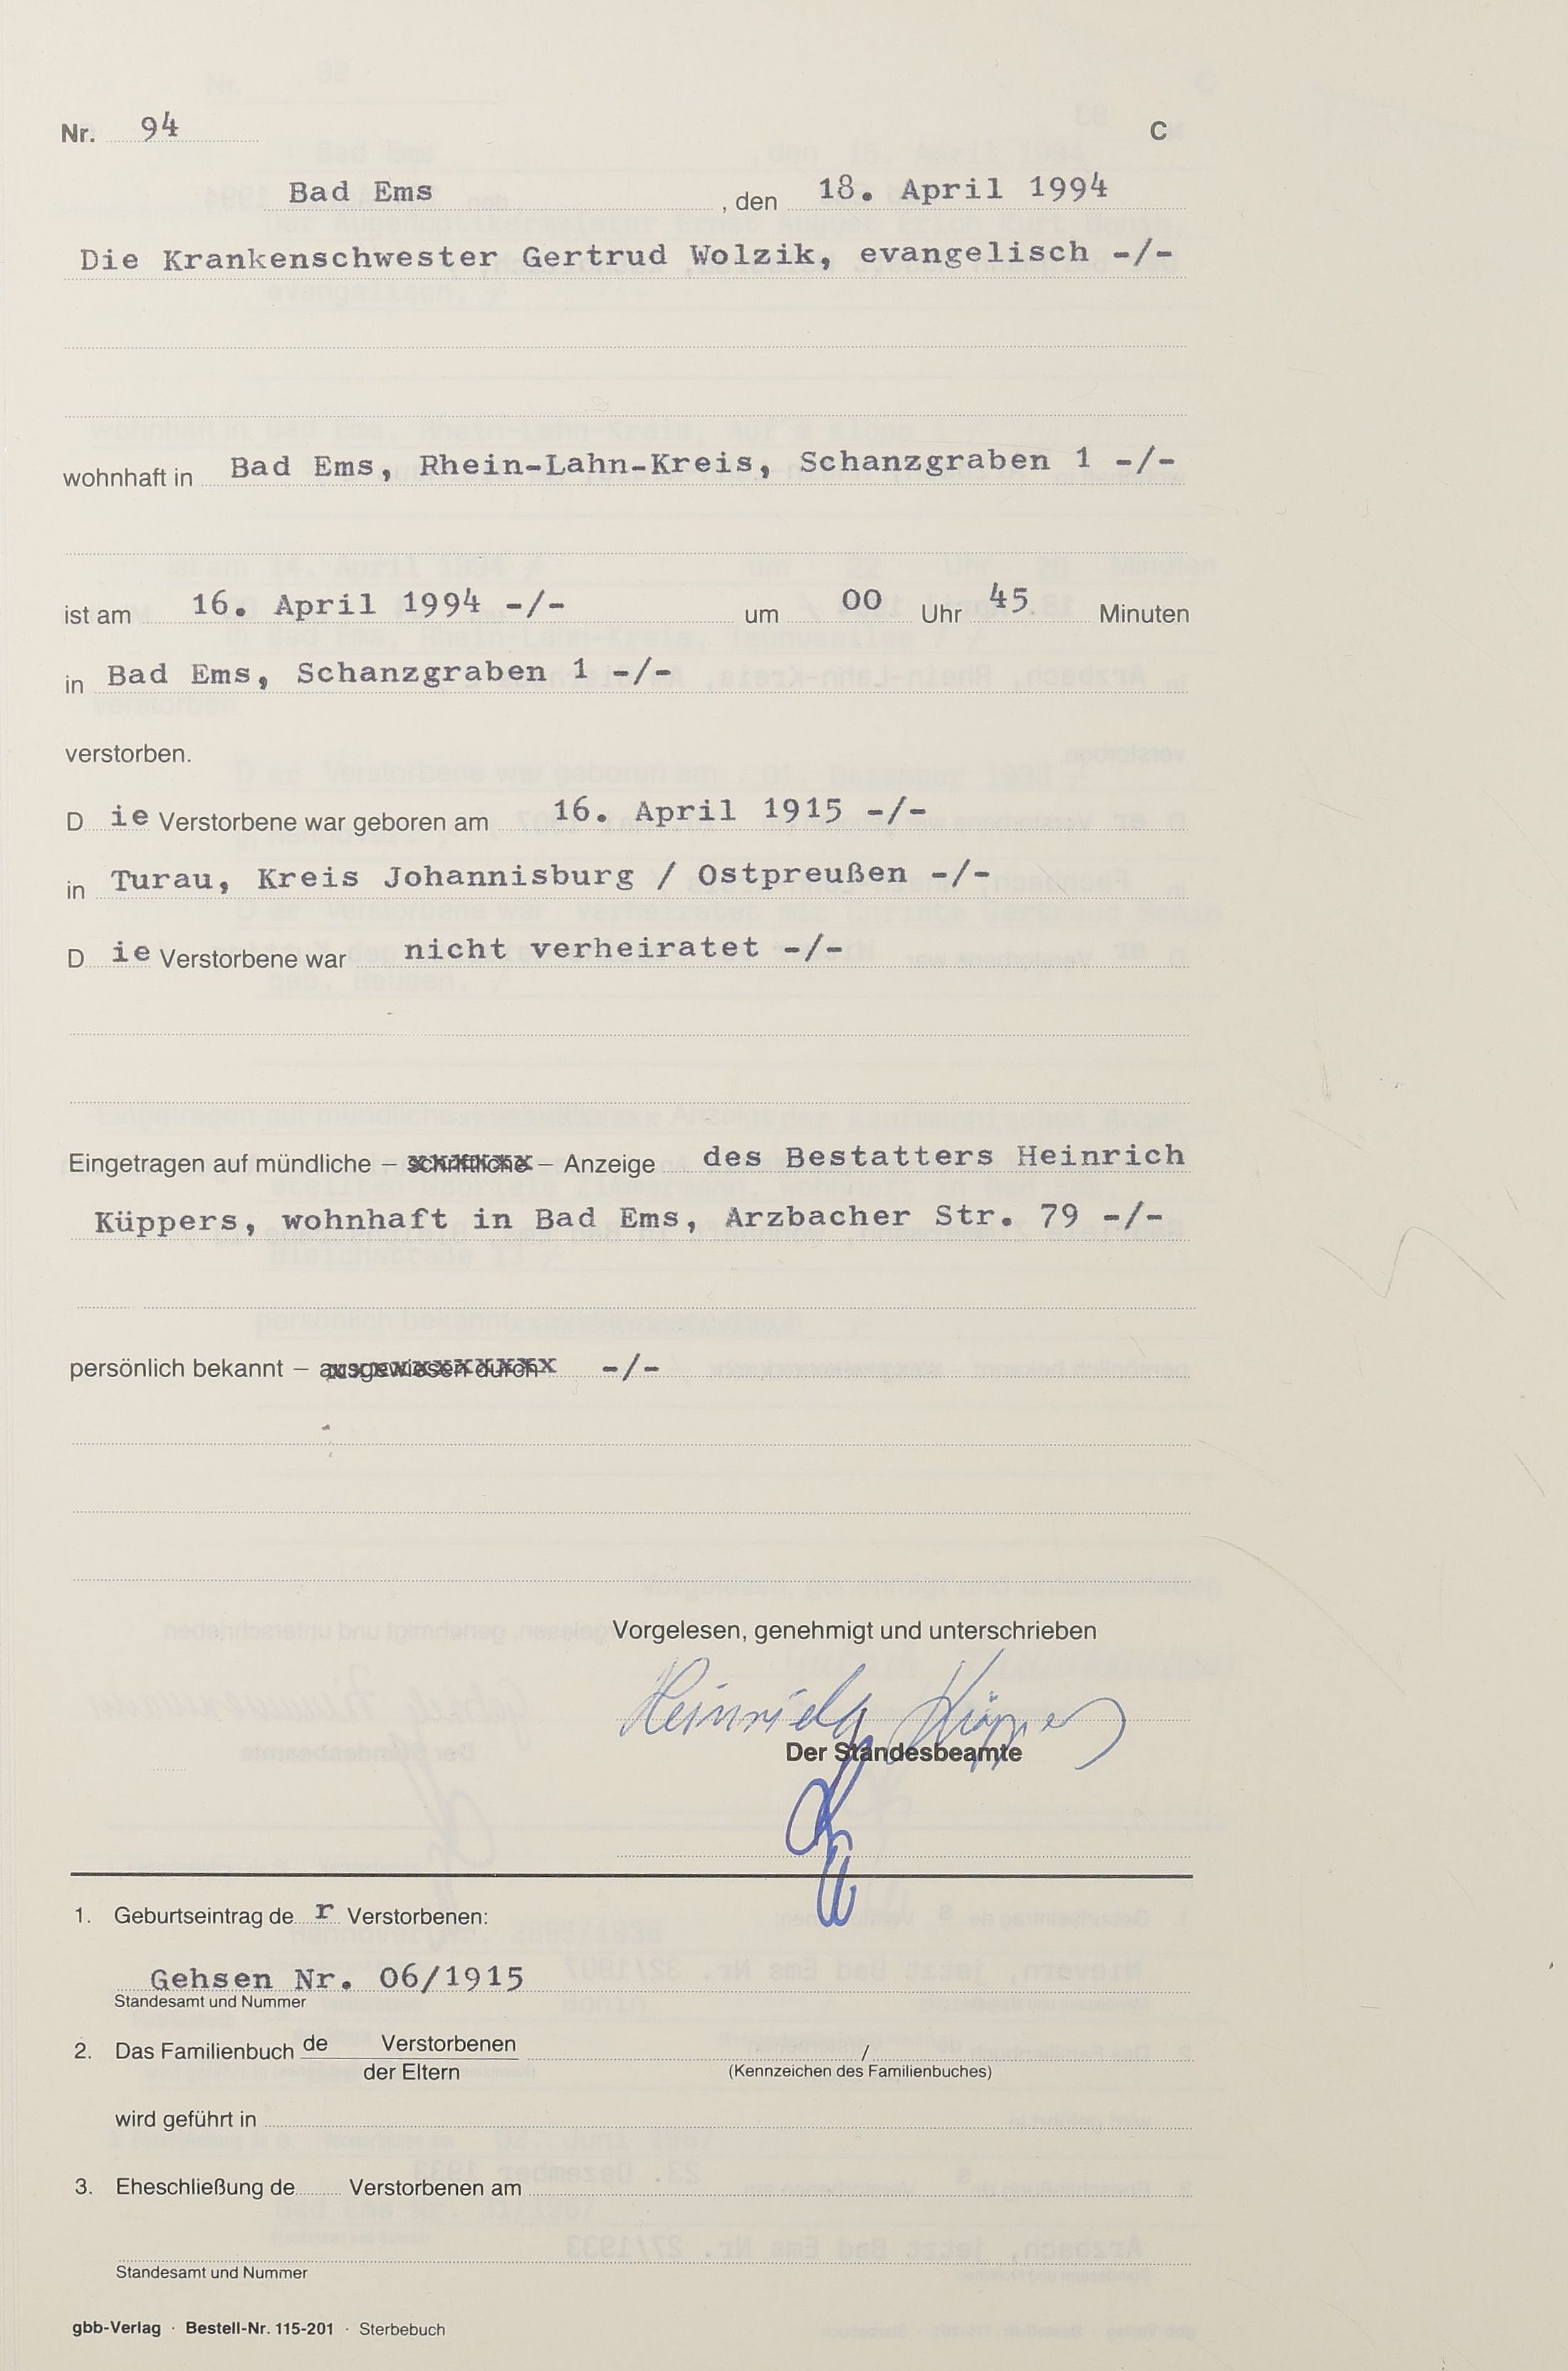 Nr. 94 C
Bad Ems , den 18. April 1994
Die Krankenschwester Gertrud Wolzik, evangelisch -/-
wohnhaft in Bad Ems, Rhein-Lahn-Kreis, Schanzgraben 1 -/-
ist am 16. April 1994 -/- um 00 Uhr 45 Minuten
in Bad Ems, Schanzgraben 1 -/-
verstorben.
D ie Verstorbene war geboren am 16. April 1915 -/-
in Turau, Kreis Johannisburg / Ostpreußen -/-
D ie Verstorbene war nicht verheiratet -/-
Eingetragen auf mündliche – schriftliche – Anzeige des Bestatters Heinrich
Küppers, wohnhaft in Bad Ems, Arzbacher Str. 79 -/-
persönlich bekannt – ausgewiesen durch -/-
Vorgelesen, genehmigt und unterschrieben
Heinrich Küppers
Der Standesbeamte
1. Geburtseintrag de r Verstorbenen:
Gehsen Nr. 06/1915
Standesamt und Nummer
2. Das Familienbuch de Verstorbenen /
der Eltern (Kennzeichen des Familienbuches)
wird geführt in
3. Eheschließung de Verstorbenen am
Standesamt und Nummer
gbb-Verlag · Bestell-Nr. 115-201 · Sterbebuch